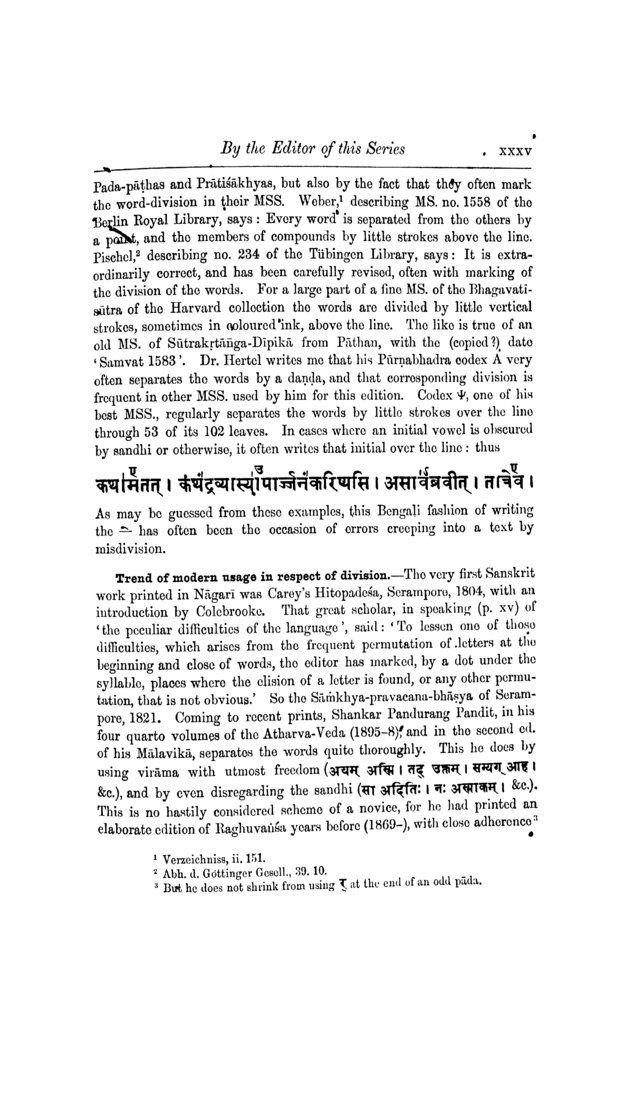 By the Editor of this Series xxxv
Pada-pāṭhas and Prātiśākhyas, but also by the fact that they often mark
the word-division in their MSS. Weber,¹ describing MS. no. 1558 of the
Berlin Royal Library, says: Every word is separated from the others by
a point, and the members of compounds by little strokes above the line.
Pischel,² describing no. 234 of the Tübingen Library, says: It is extra-
ordinarily correct, and has been carefully revised, often with marking of
the division of the words. For a large part of a fine MS. of the Bhagavati-
sūtra of the Harvard collection the words are divided by little vertical
strokes, sometimes in coloured ink, above the line. The like is true of an
old MS. of Sūtrakṛtāṅga-Dīpikā from Pāthan, with the (copied?) date
‘Samvat 1583’. Dr. Hertel writes me that his Pūrṇabhadra codex A very
often separates the words by a daṇḍa, and that corresponding division is
frequent in other MSS. used by him for this edition. Codex Ψ, one of his
best MSS., regularly separates the words by little strokes over the line
through 53 of its 102 leaves. In cases where an initial vowel is obscured
by sandhi or otherwise, it often writes that initial over the line: thus
As may be guessed from these examples, this Bengali fashion of writing
the has often been the occasion of errors creeping into a text by
misdivision.
Trend of modern usage in respect of division.—The very first Sanskrit
work printed in Nāgarī was Carey's Hitopadeśa, Serampore, 1804, with an
introduction by Colebrooke. That great scholar, in speaking (p. xv) of
‘the peculiar difficulties of the language’, said: ‘To lessen one of those
difficulties, which arises from the frequent permutation of letters at the
beginning and close of words, the editor has marked, by a dot under the
syllable, places where the elision of a letter is found, or any other permu-
tation, that is not obvious.’ So the Sāṁkhya-pravacana-bhāṣya of Seram-
pore, 1821. Coming to recent prints, Shankar Pandurang Pandit, in his
four quarto volumes of the Atharva-Veda (1895–8), and in the second ed.
of his Mālavikā, separates the words quite thoroughly. This he does by
using virāma with utmost freedom (अयम् अग्निः । तद् उक्तम् । सम्यग् आह ।
&c.), and by even disregarding the sandhi (सा अदितिः । नः अस्माकम् । &c.).
This is no hastily considered scheme of a novice, for he had printed an
elaborate edition of Raghuvaṅśa years before (1869–), with close adherence³
¹ Verzeichniss, ii. 151.
² Abh. d. Göttinger Gesell., 39. 10.
³ But he does not shrink from using at the end of an odd pāda.